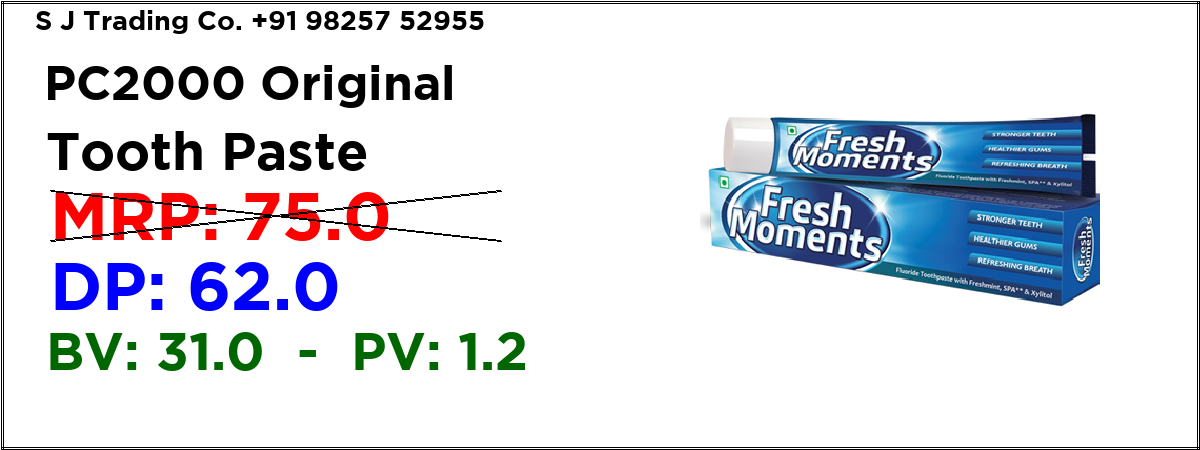 S J Trading Co. +91 98257 52955
PC2000 Original
Tooth Paste
MRP: 75.0
DP: 62.0
BV: 31.0 - PV: 1.2
Fresh
Moments
STRONGER TEETH
HEALTHIER GUMS
REFRESHING BREATH
Fluoride Toothpaste with Freshmint, SPA** & Xylitol
Fresh
Moments
STRONGER TEETH
HEALTHIER GUMS
REFRESHING BREATH
Fluoride Toothpaste with Freshmint, SPA** & Xylitol
Fresh
Moments